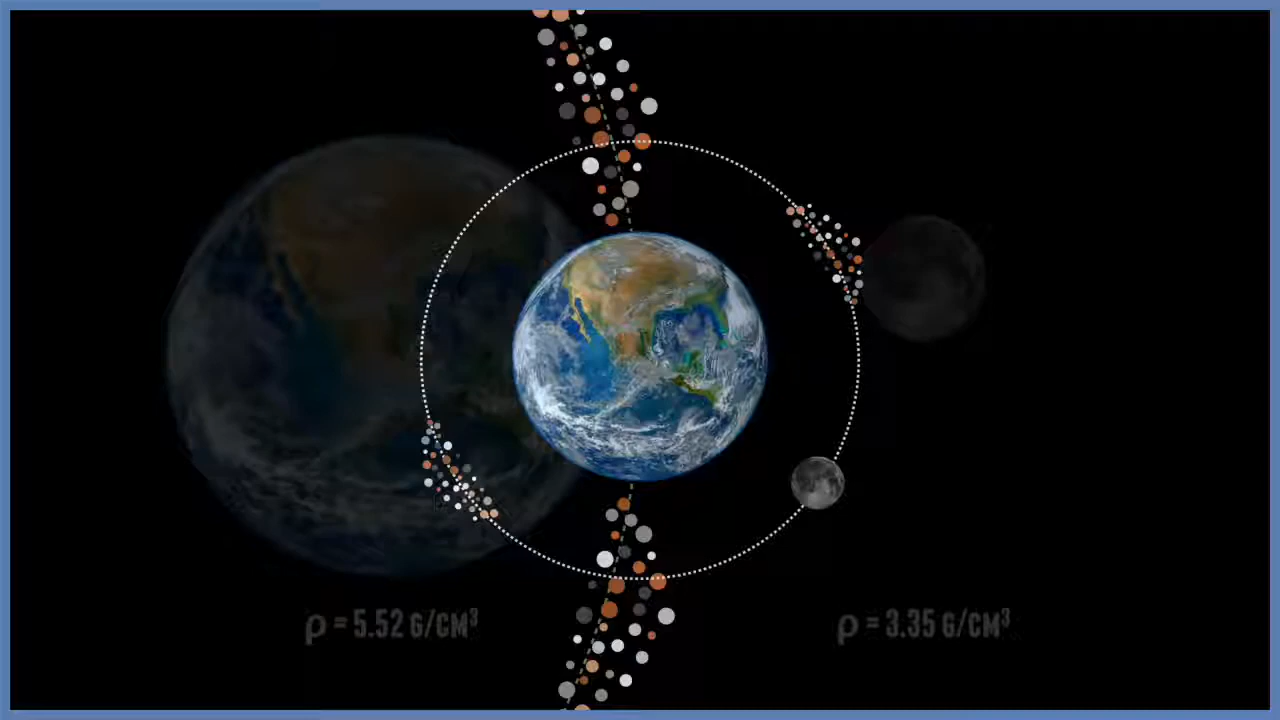 ρ = 5.52 G/CM³
ρ = 3.35 G/CM³